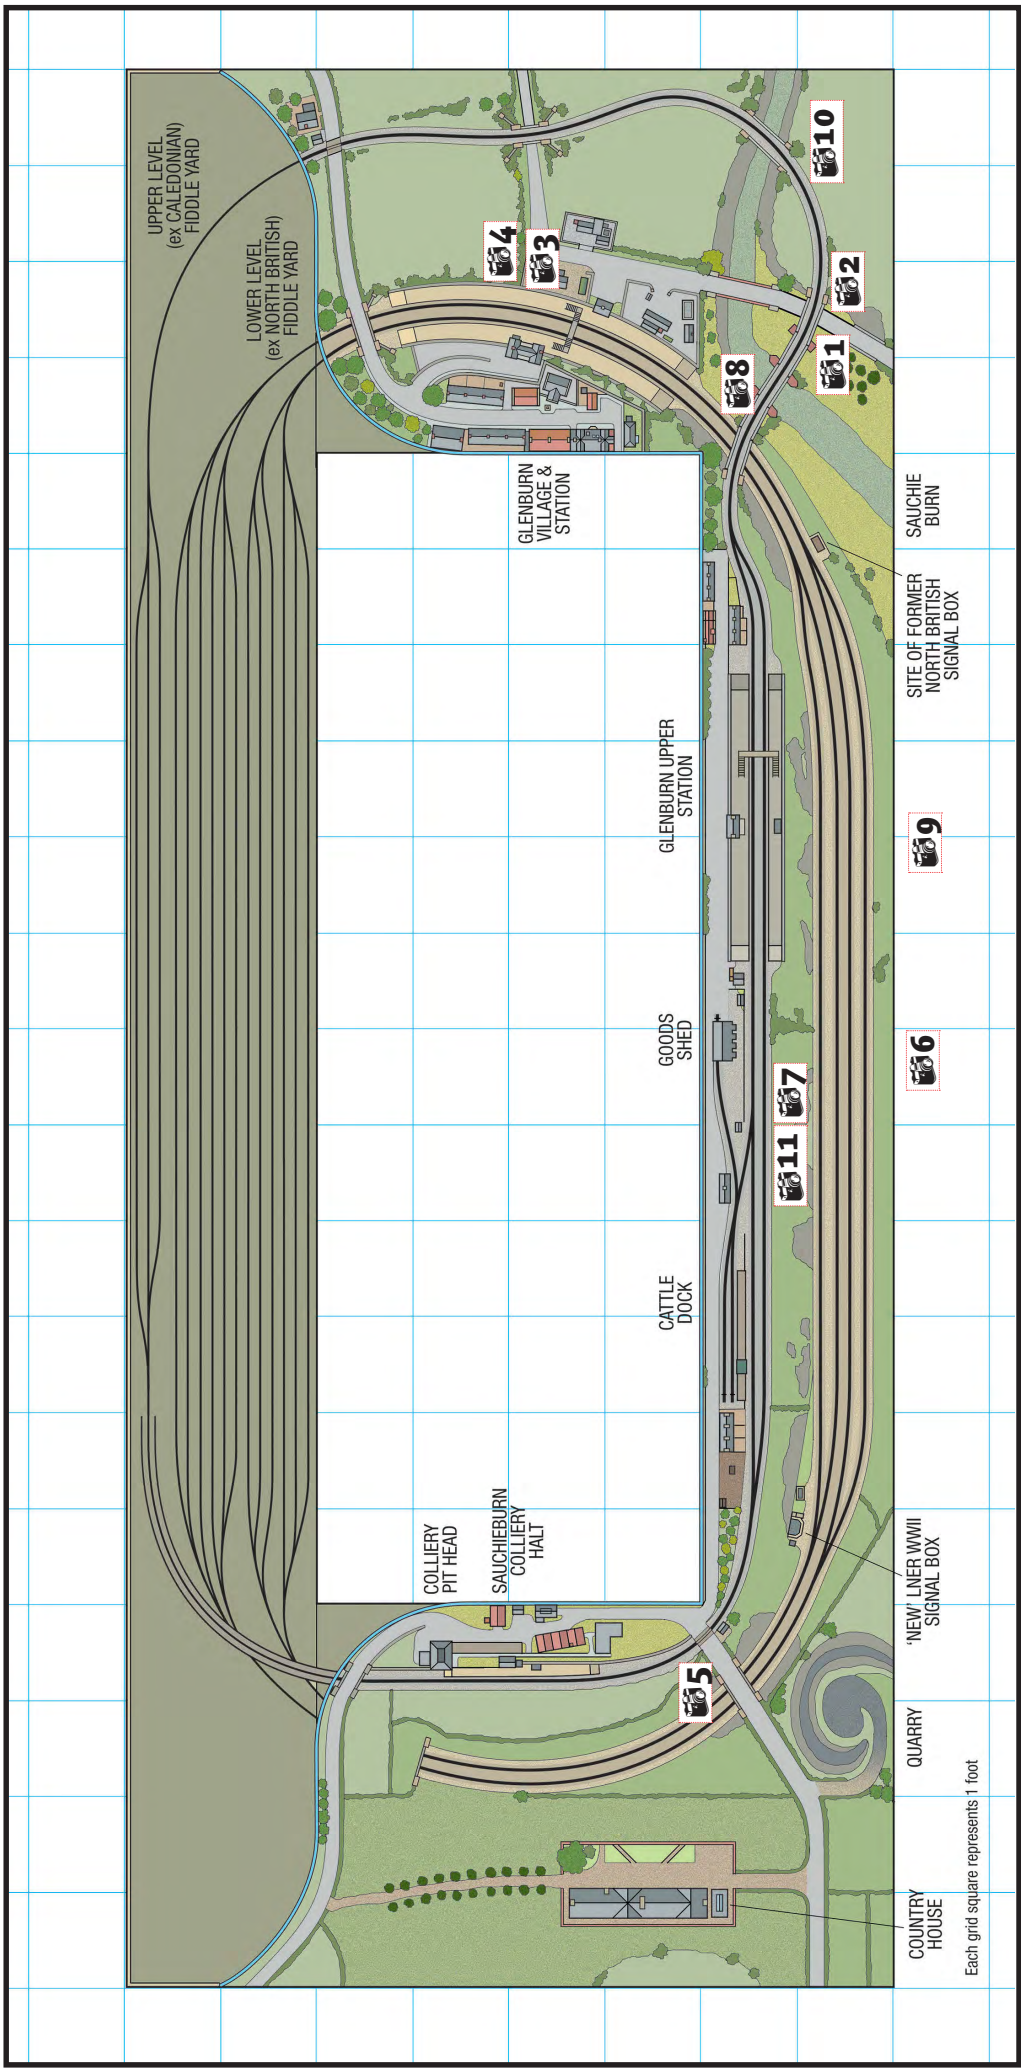 UPPER LEVEL
(ex CALEDONIAN)
FIDDLE YARD
LOWER LEVEL
(ex NORTH BRITISH)
FIDDLE YARD
4
3
10
2
1
8
GLENBURN
VILLAGE &
STATION
SAUCHIE
BURN
SITE OF FORMER
NORTH BRITISH
SIGNAL BOX
GLENBURN UPPER
STATION
9
GOODS
SHED
6
7
11
CATTLE
DOCK
COLLIERY
PIT HEAD
SAUCHIEBURN
COLLIERY
HALT
'NEW' LNER WWII
SIGNAL BOX
5
QUARRY
COUNTRY
HOUSE
Each grid square represents 1 foot